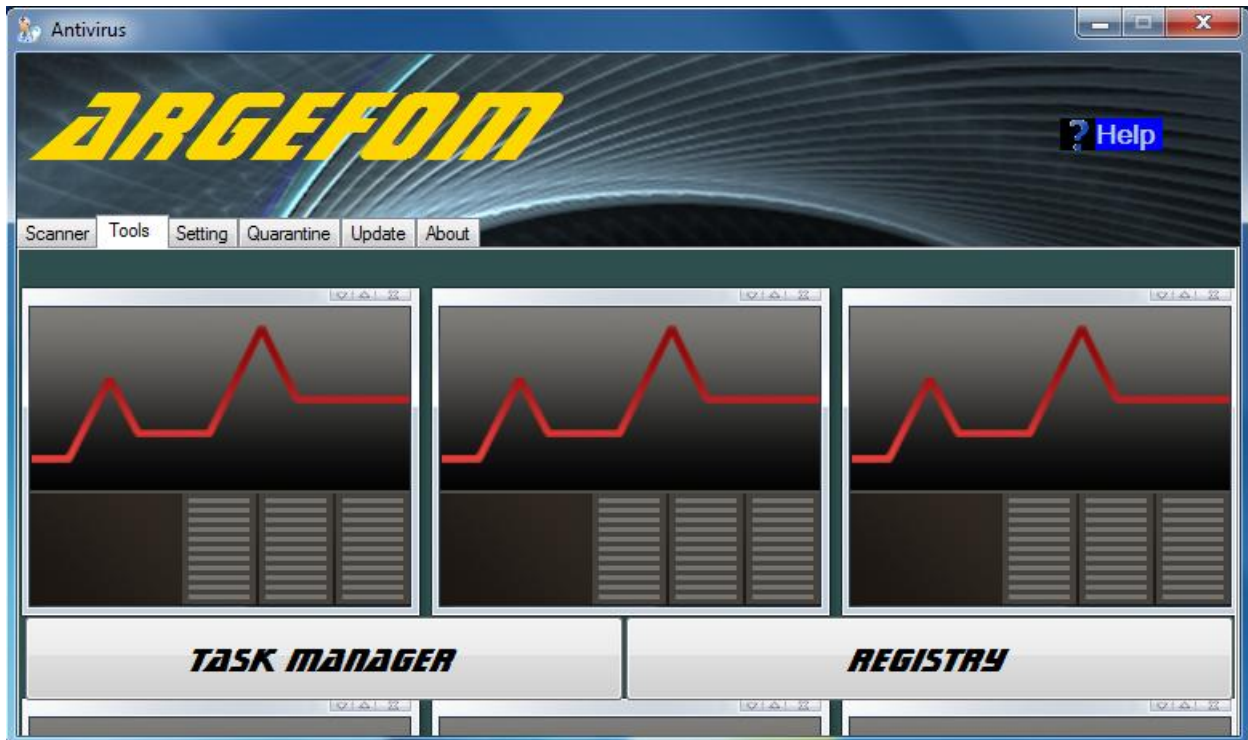 Antivirus
ARGEFOM
? Help
Scanner Tools Setting Quarantine Update About
TASK MANAGER REGISTRY